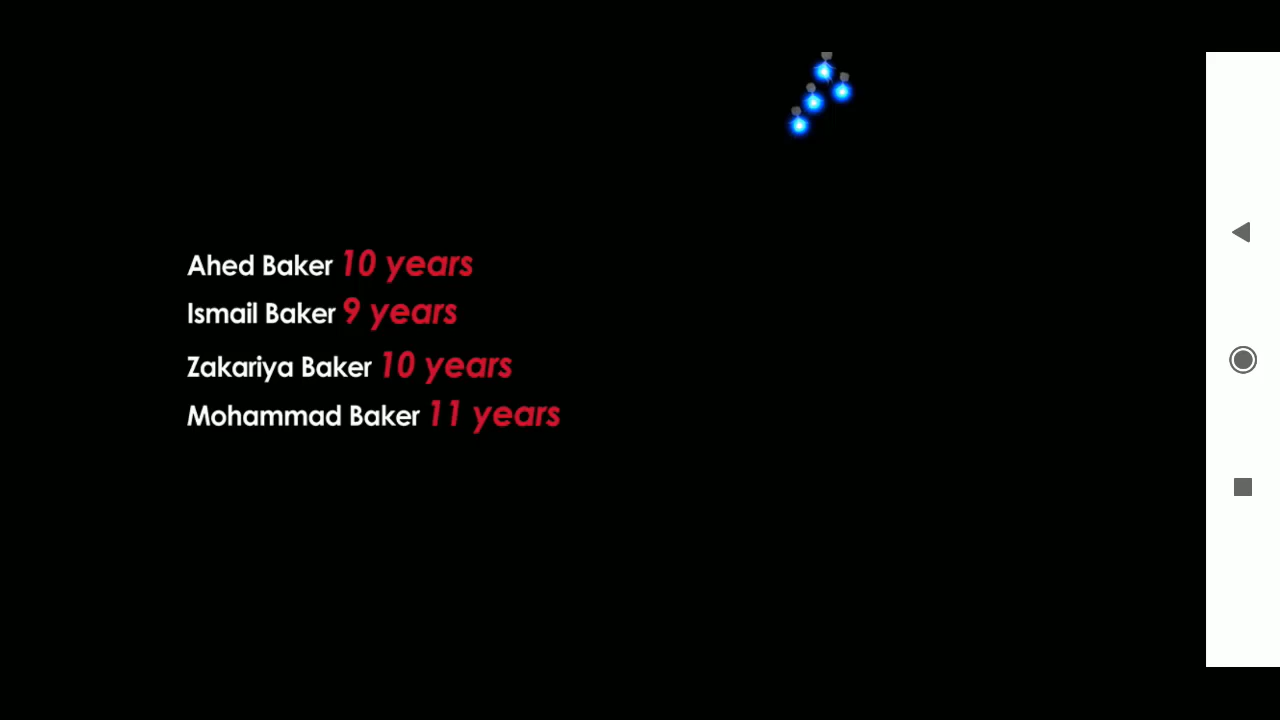 Ahed Baker 10 years
Ismail Baker 9 years
Zakariya Baker 10 years
Mohammad Baker 11 years